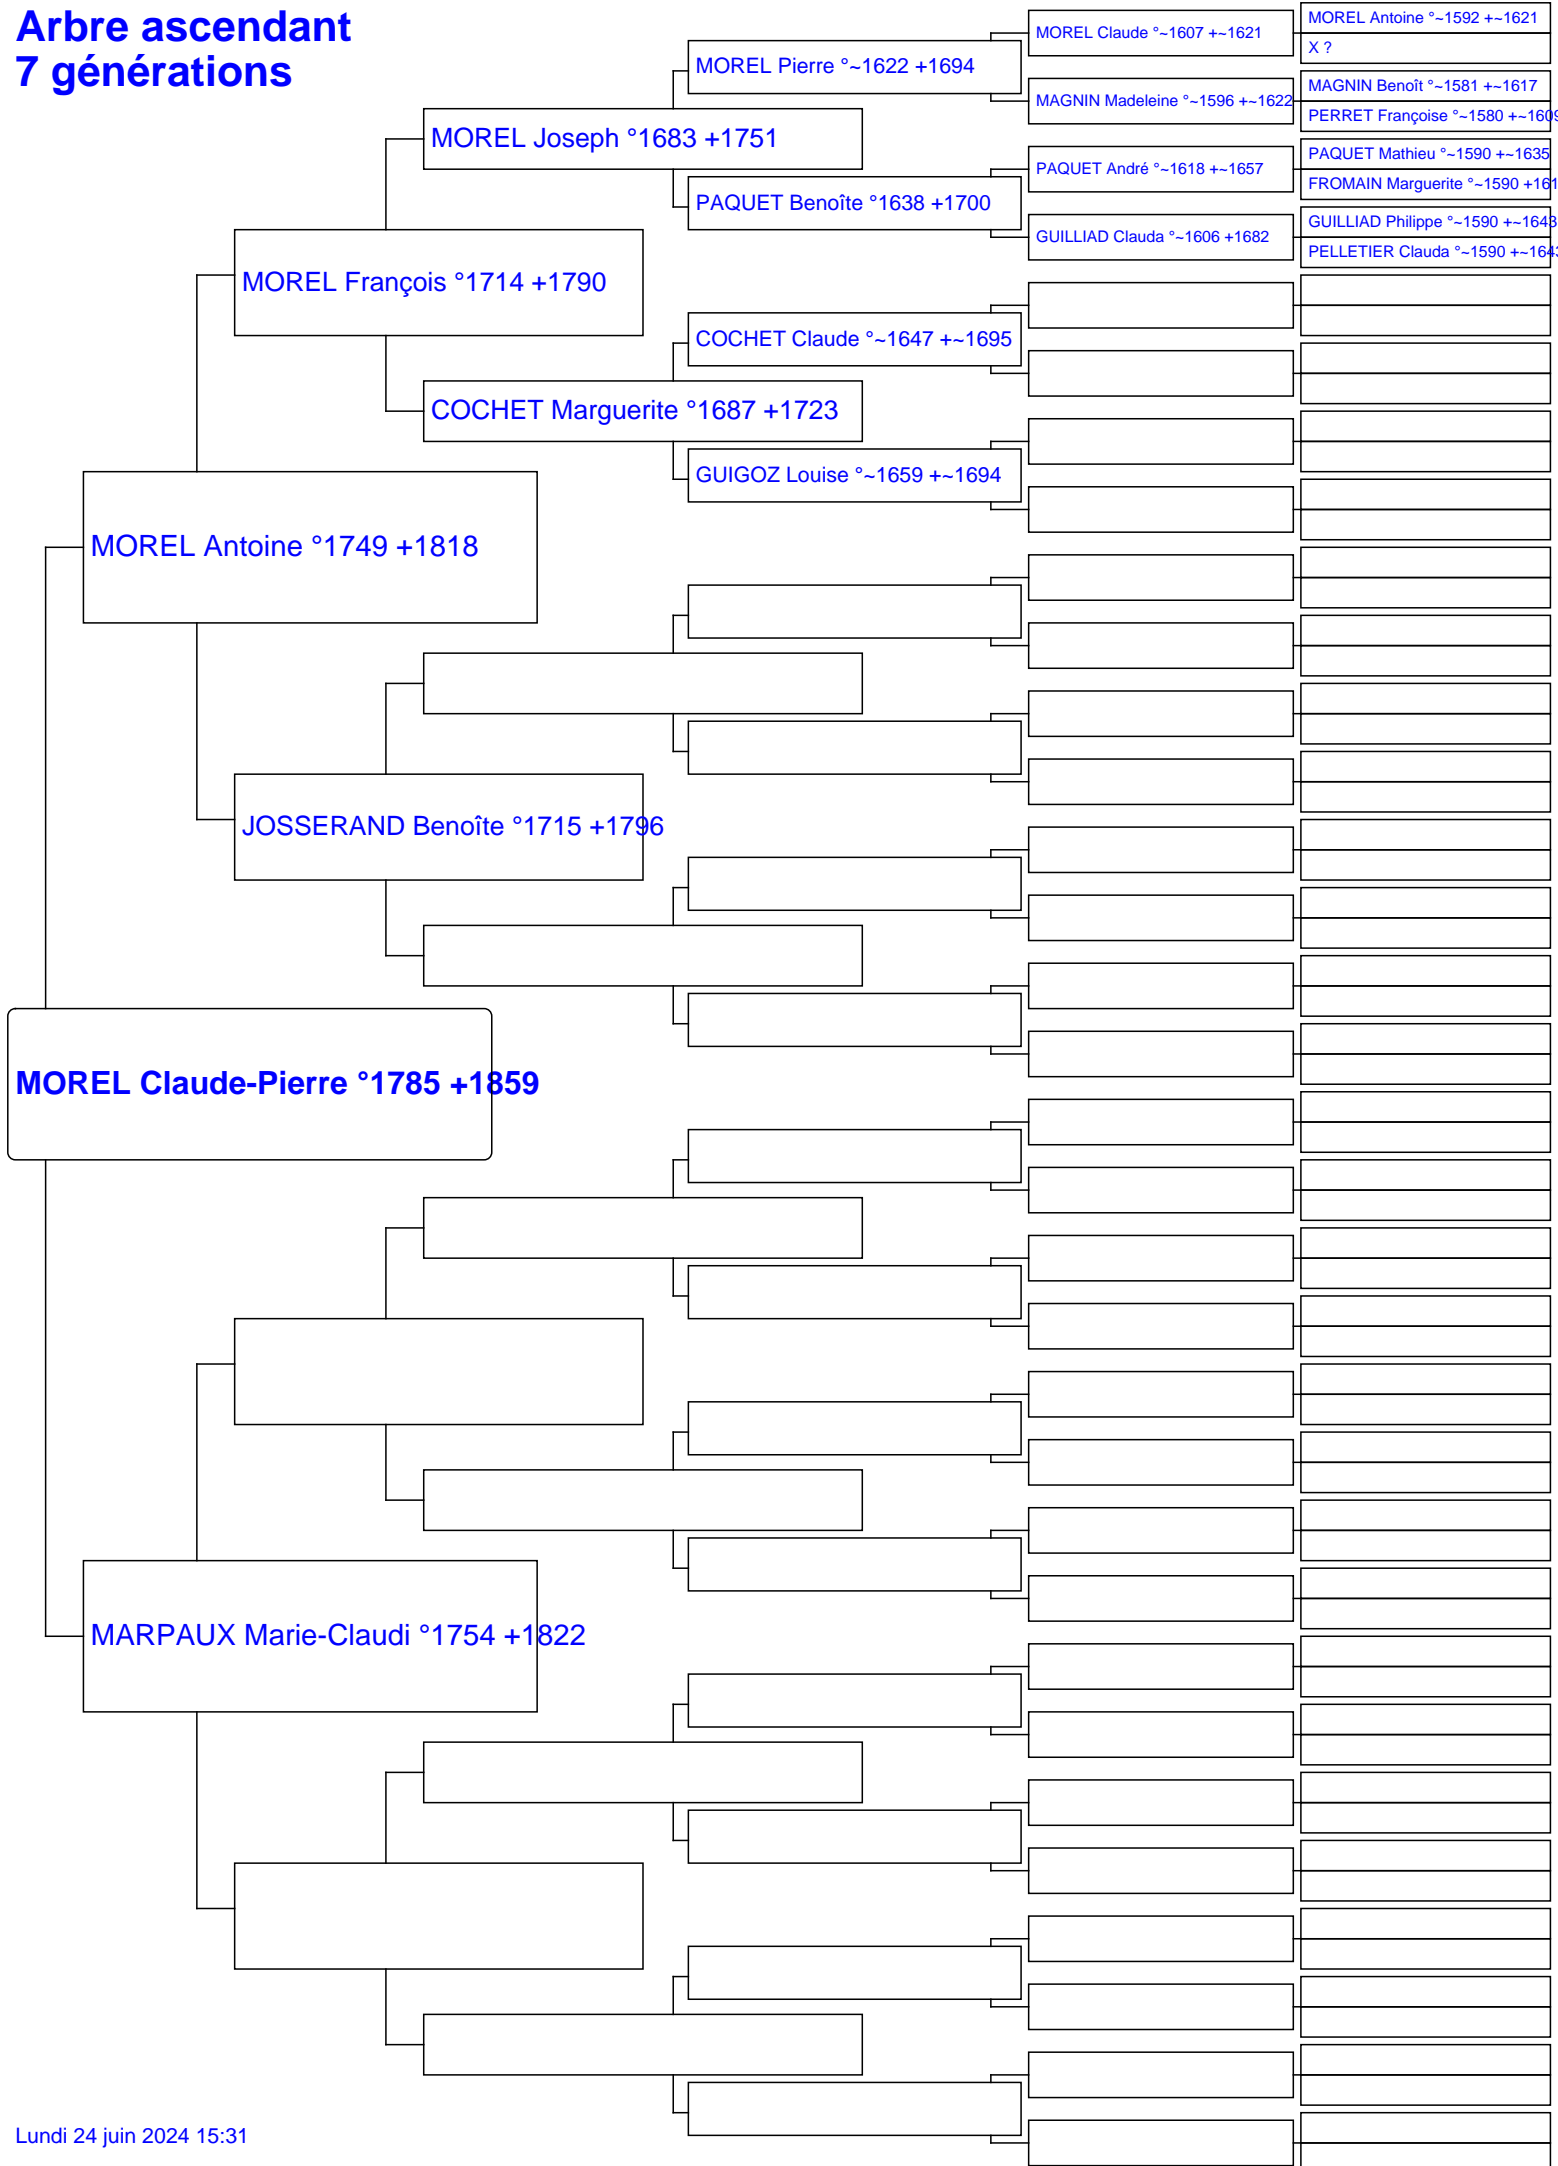 Arbre ascendant
7 générations
MOREL Claude °~1607 +~1621
MOREL Antoine °~1592 +~1621
X ?
MOREL Pierre °~1622 +1694
MAGNIN Madeleine °~1596 +~1622
MAGNIN Benoît °~1581 +~1617
PERRET Françoise °~1580 +~1609
MOREL Joseph °1683 +1751
PAQUET André °~1618 +~1657
PAQUET Mathieu °~1590 +~1635
FROMAIN Marguerite °~1590 +161
PAQUET Benoîte °1638 +1700
GUILLIAD Clauda °~1606 +1682
GUILLIAD Philippe °~1590 +~1643
PELLETIER Clauda °~1590 +~1643
MOREL François °1714 +1790
COCHET Claude °~1647 +~1695
COCHET Marguerite °1687 +1723
GUIGOZ Louise °~1659 +~1694
MOREL Antoine °1749 +1818
JOSSERAND Benoîte °1715 +1796
MOREL Claude-Pierre °1785 +1859
MARPAUX Marie-Claudi °1754 +1822
Lundi 24 juin 2024 15:31